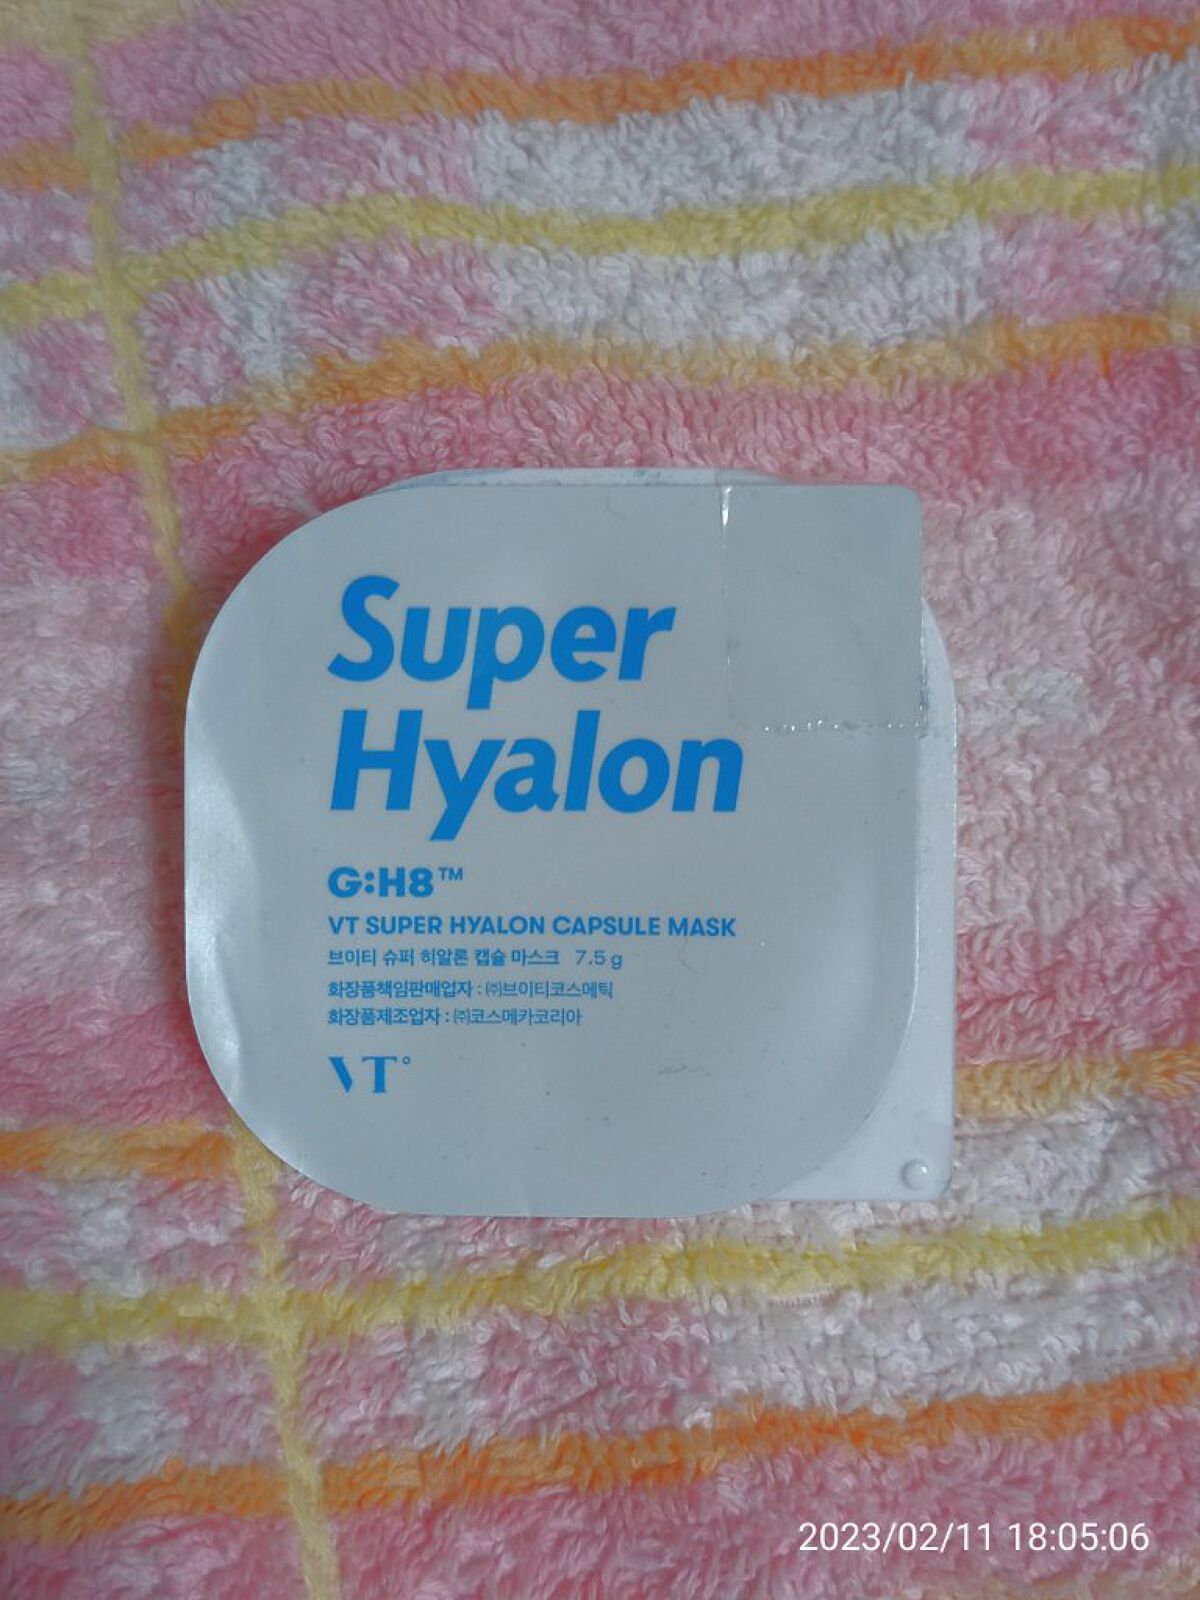 Super
Hyalon
G:H8™
VT SUPER HYALON CAPSULE MASK
브이티 슈퍼 히알론 캡슐 마스크 7.5 g
화장품책임판매업자 : ㈜브이티코스메틱
화장품제조업자 : ㈜코스메카코리아
VT°
2023/02/11 18:05:06